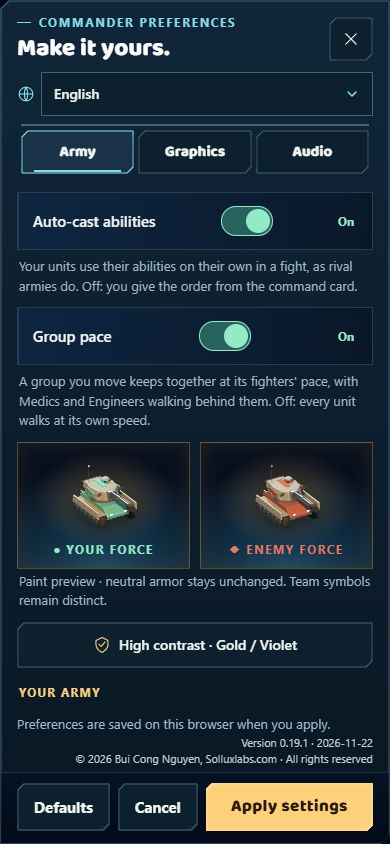 COMMANDER PREFERENCES
Make it yours.
English
Army Graphics Audio
Auto-cast abilities On
Your units use their abilities on their own in a fight, as rival
armies do. Off: you give the order from the command card.
Group pace On
A group you move keeps together at its fighters' pace, with
Medics and Engineers walking behind them. Off: every unit
walks at its own speed.
YOUR FORCE ENEMY FORCE
Paint preview · neutral armor stays unchanged. Team symbols
remain distinct.
High contrast · Gold / Violet
YOUR ARMY
Preferences are saved on this browser when you apply.
Version 0.19.1 · 2026-11-22
© 2026 Bui Cong Nguyen, Solluxlabs.com · All rights reserved
Defaults Cancel Apply settings